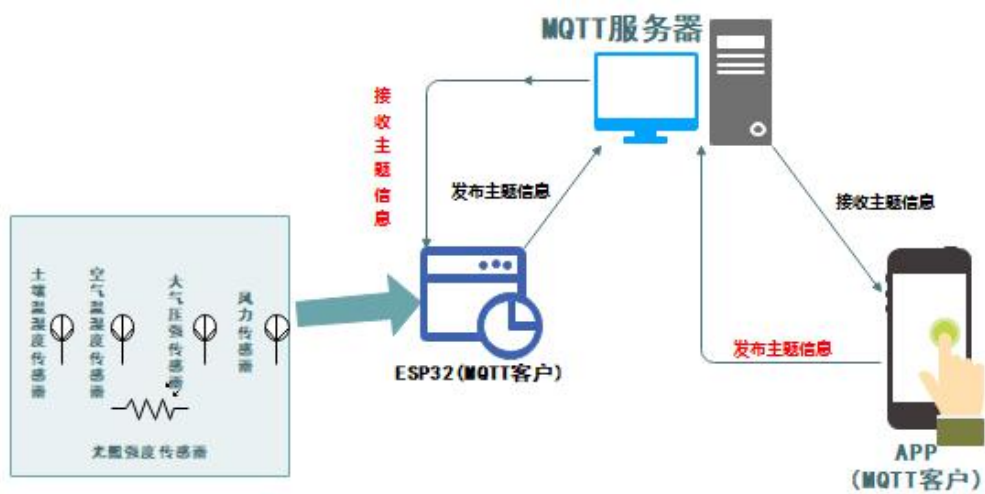 MQTT服务器
接收主题信息
发布主题信息
接收主题信息
土壤温湿度传感器
空气温湿度传感器
大气压强传感器
风力传感器
光照强度传感器
ESP32(MQTT客户)
发布主题信息
APP
(MQTT客户)